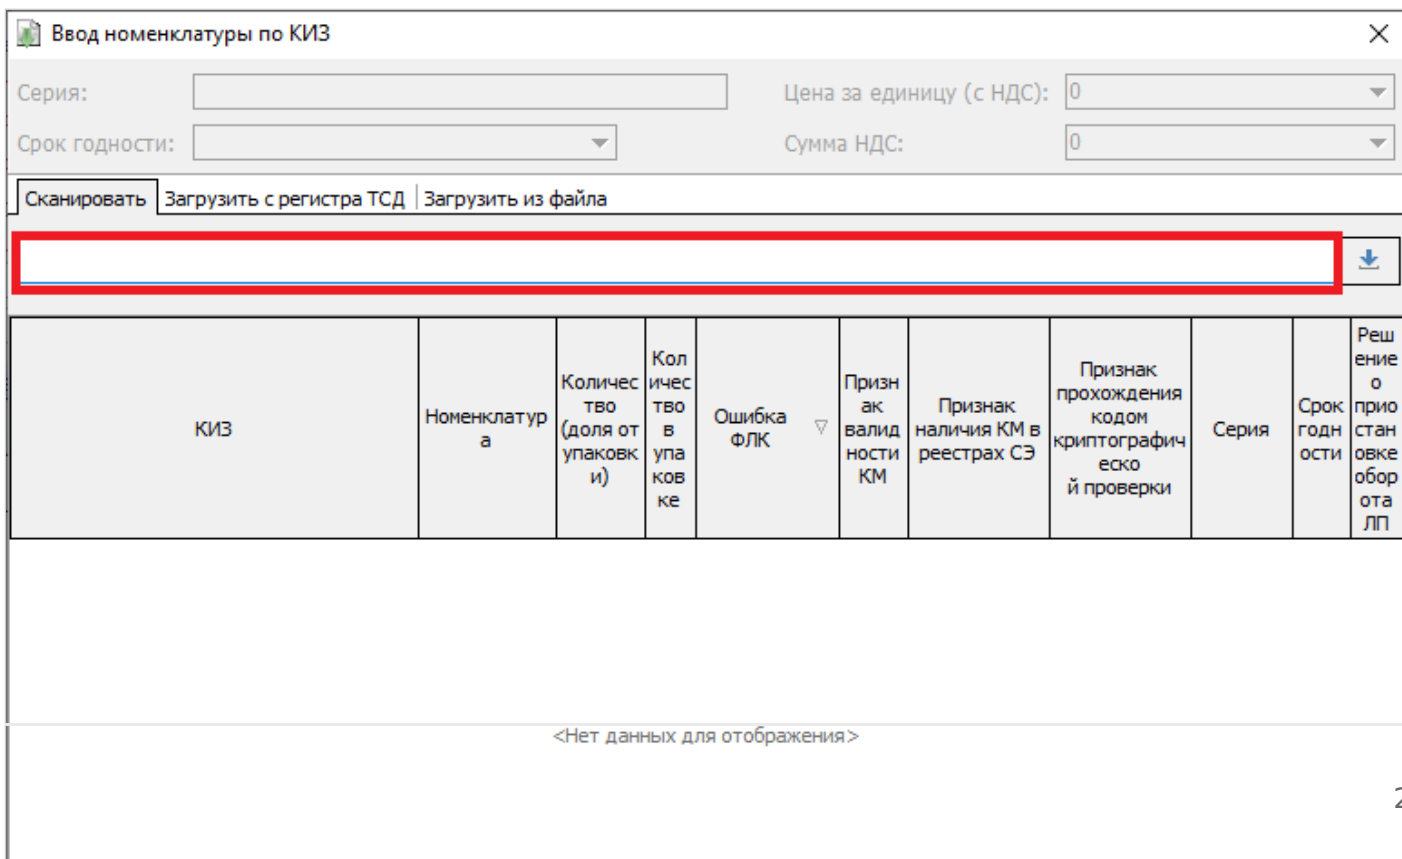 Ввод номенклатуры по КИЗ
Серия:
Цена за единицу (с НДС): 0
Срок годности:
Сумма НДС: 0
Сканировать Загрузить с регистра ТСД Загрузить из файла
КИЗ
Номенклатур
а
Количес
тво
(доля от
упаковк
и)
Кол
ичес
тво
в
упа
ков
ке
Ошибка
ФЛК
Призн
ак
валид
ности
КМ
Признак
наличия КМ в
реестрах СЭ
Признак
прохождения
кодом
криптографич
еско
й проверки
Серия
Срок
годн
ости
Реш
ение
о
прио
стан
овке
обор
ота
ЛП
<Нет данных для отображения>